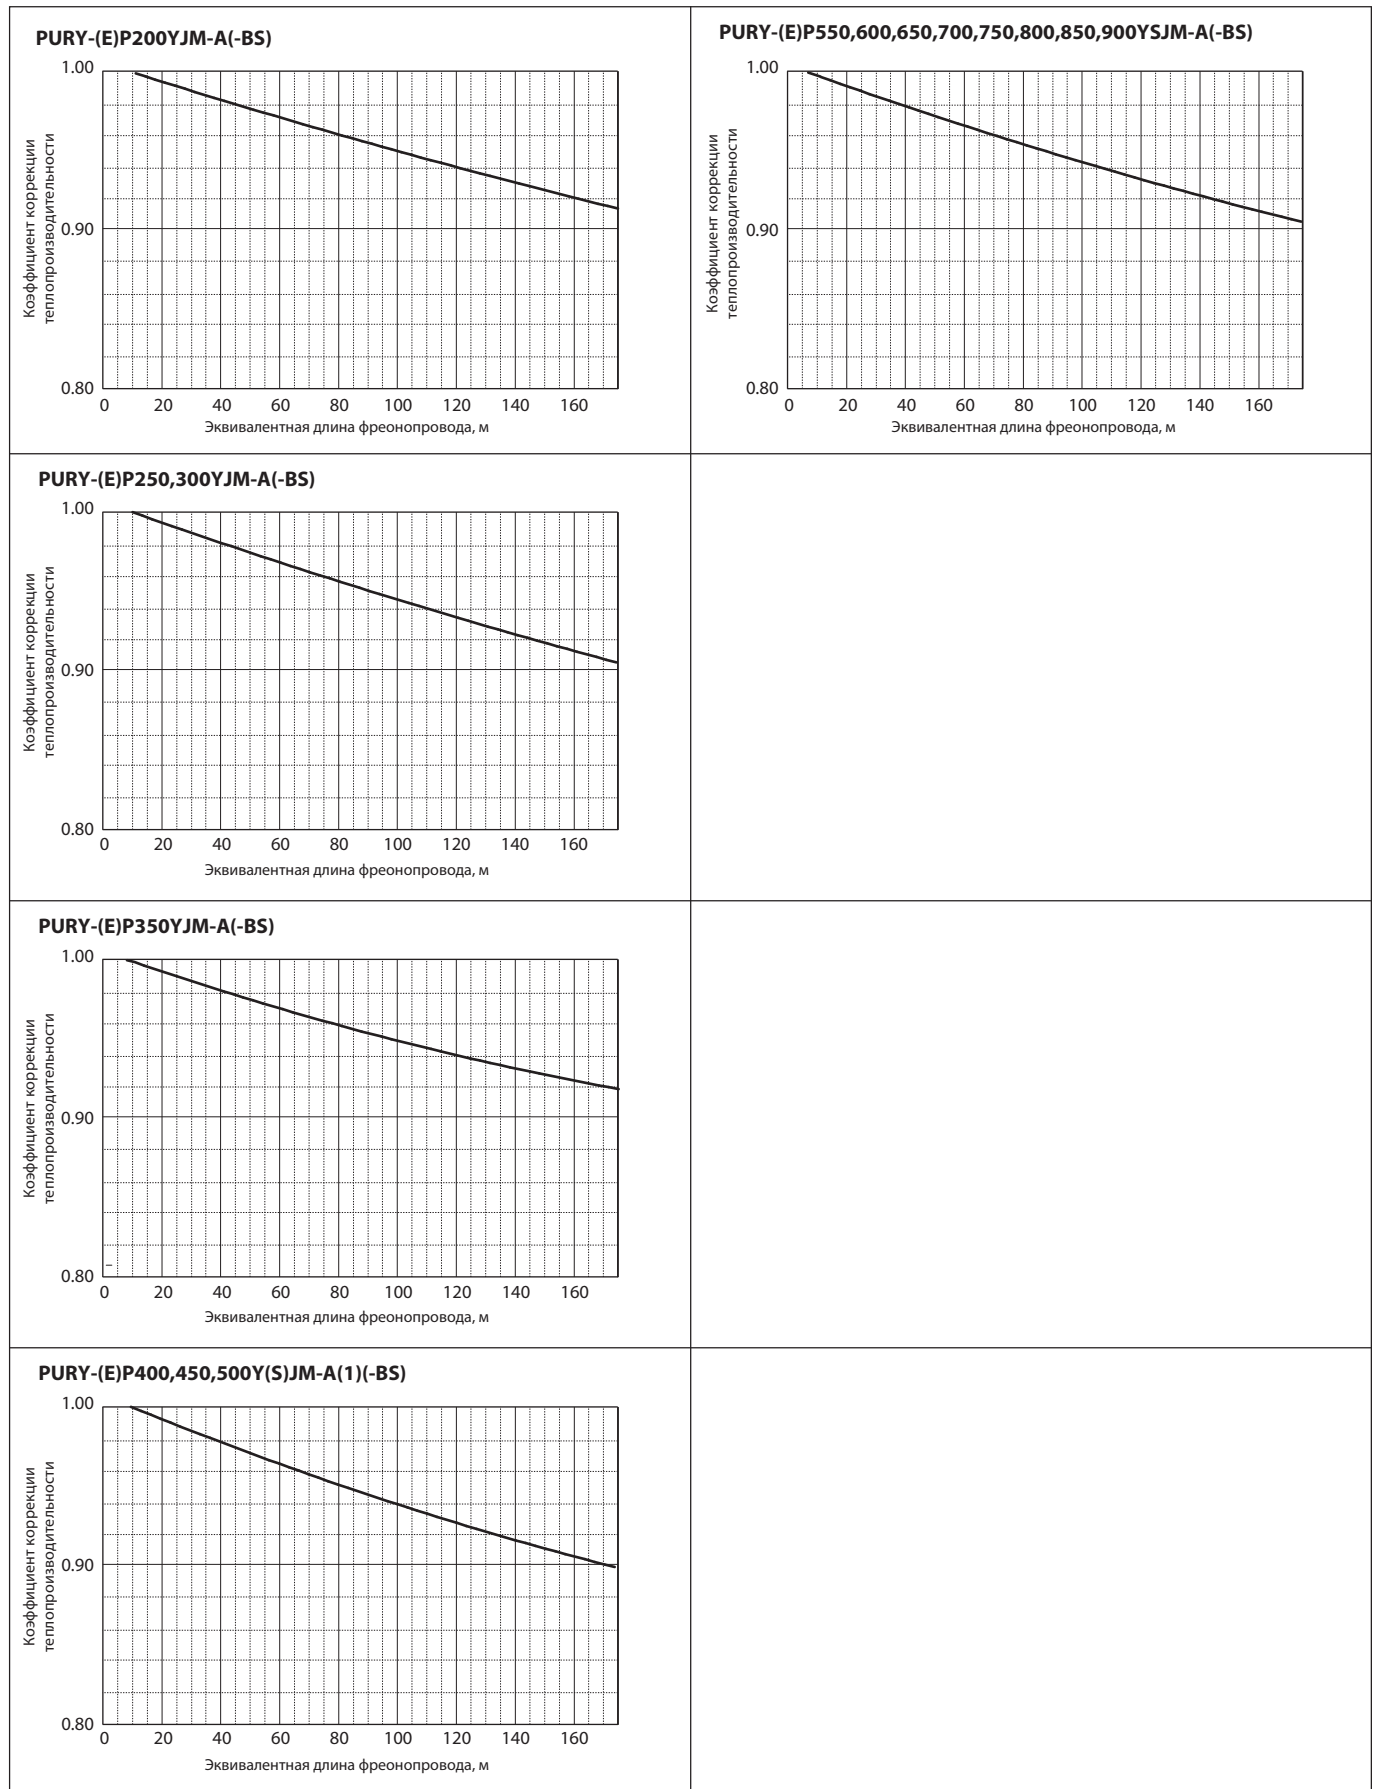 PURY-(E)P200YJM-A(-BS)
1.00
0.90
0.80
Коэффициент коррекции
теплопроизводительности
0 20 40 60 80 100 120 140 160
Эквивалентная длина фреонопровода, м
PURY-(E)P550,600,650,700,750,800,850,900YSJM-A(-BS)
1.00
0.90
0.80
Коэффициент коррекции
теплопроизводительности
0 20 40 60 80 100 120 140 160
Эквивалентная длина фреонопровода, м
PURY-(E)P250,300YJM-A(-BS)
1.00
0.90
0.80
Коэффициент коррекции
теплопроизводительности
0 20 40 60 80 100 120 140 160
Эквивалентная длина фреонопровода, м
PURY-(E)P350YJM-A(-BS)
1.00
0.90
0.80
Коэффициент коррекции
теплопроизводительности
0 20 40 60 80 100 120 140 160
Эквивалентная длина фреонопровода, м
PURY-(E)P400,450,500Y(S)JM-A(1)(-BS)
1.00
0.90
0.80
Коэффициент коррекции
теплопроизводительности
0 20 40 60 80 100 120 140 160
Эквивалентная длина фреонопровода, м